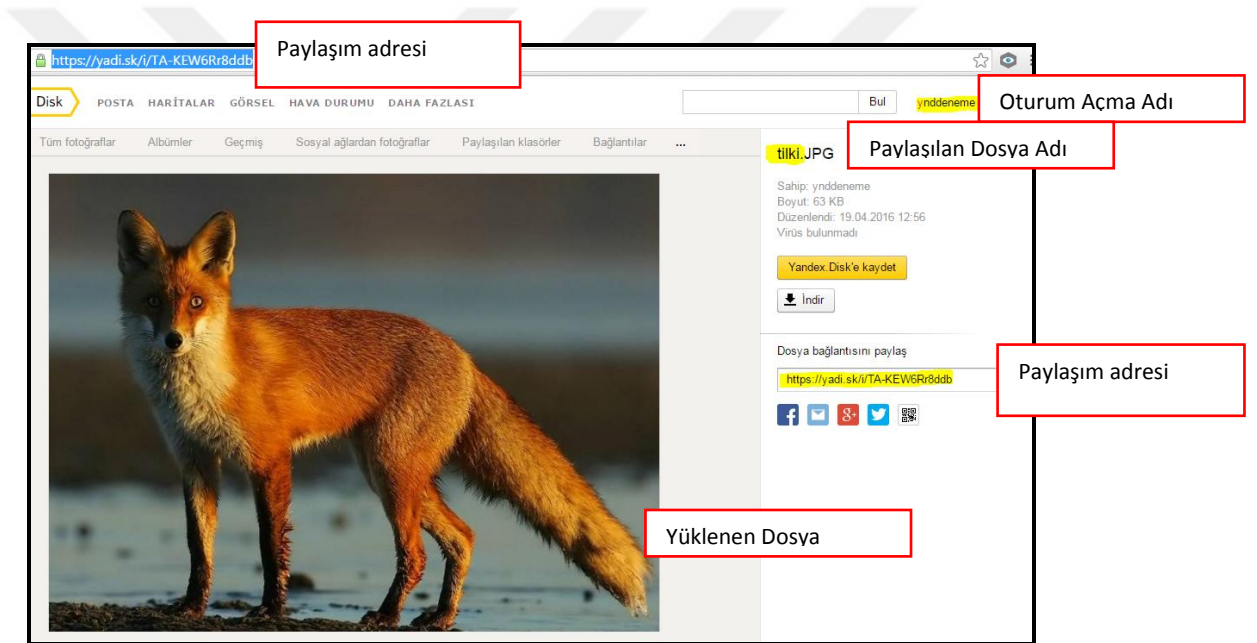 Paylaşım adresi
https://yadi.sk/i/TA-KEW6Rr8ddb
Disk POSTA HARİTALAR GÖRSEL HAVA DURUMU DAHA FAZLASI Bul ynddeneme
Oturum Açma Adı
Tüm fotoğraflar Albümler Geçmiş Sosyal ağlardan fotoğraflar Paylaşılan klasörler Bağlantılar ...
tilki.JPG
Paylaşılan Dosya Adı
Sahip: ynddeneme
Boyut: 63 KB
Düzenlendi: 19.04.2016 12:56
Virüs bulunmadı
Yandex.Disk'e kaydet
İndir
Dosya bağlantısını paylaş
https://yadi.sk/i/TA-KEW6Rr8ddb
Paylaşım adresi
Yüklenen Dosya